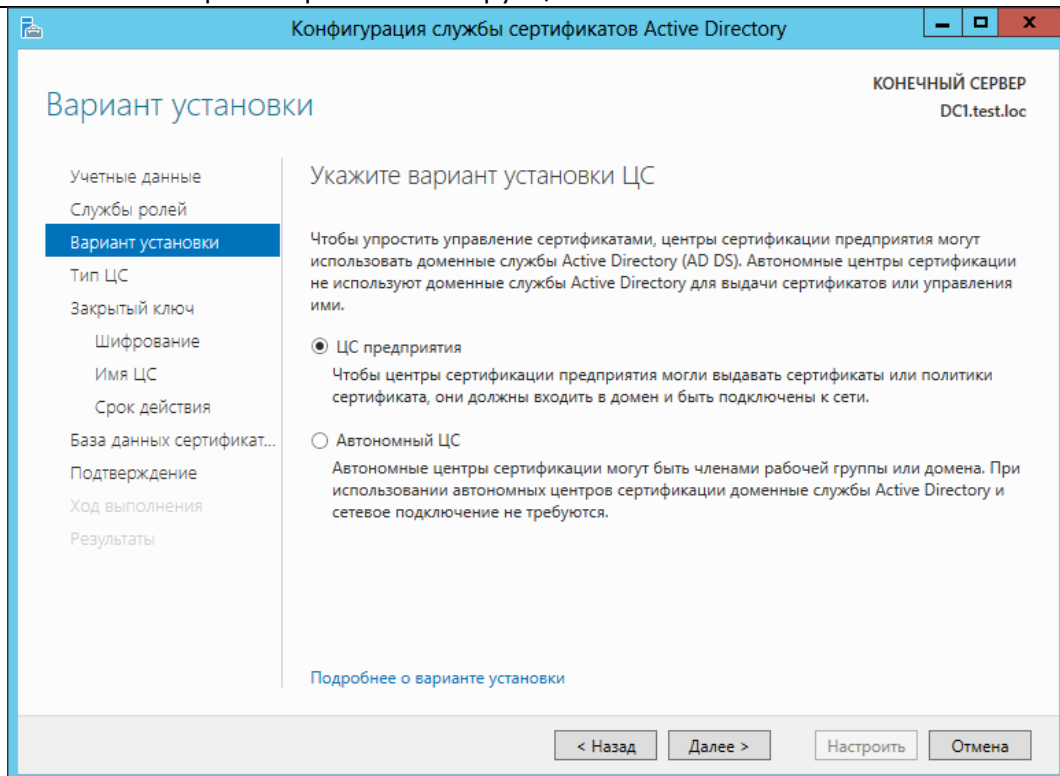 Конфигурация службы сертификатов Active Directory
Вариант установки
КОНЕЧНЫЙ СЕРВЕР
DC1.test.loc
Учетные данные
Службы ролей
Вариант установки
Тип ЦС
Закрытый ключ
Шифрование
Имя ЦС
Срок действия
База данных сертификат...
Подтверждение
Ход выполнения
Результаты
Укажите вариант установки ЦС
Чтобы упростить управление сертификатами, центры сертификации предприятия могут
использовать доменные службы Active Directory (AD DS). Автономные центры сертификации
не используют доменные службы Active Directory для выдачи сертификатов или управления
ими.
ЦС предприятия
Чтобы центры сертификации предприятия могли выдавать сертификаты или политики
сертификата, они должны входить в домен и быть подключены к сети.
Автономный ЦС
Автономные центры сертификации могут быть членами рабочей группы или домена. При
использовании автономных центров сертификации доменные службы Active Directory и
сетевое подключение не требуются.
Подробнее о варианте установки
< Назад
Далее >
Настроить
Отмена